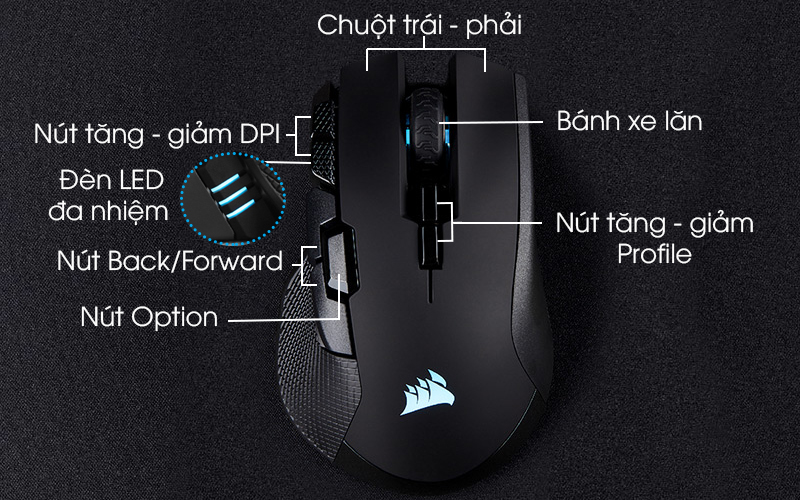 Chuột trái - phải
Nút tăng - giảm DPI
Bánh xe lăn
Đèn LED
đa nhiệm
Nút tăng - giảm
Profile
Nút Back/Forward
Nút Option